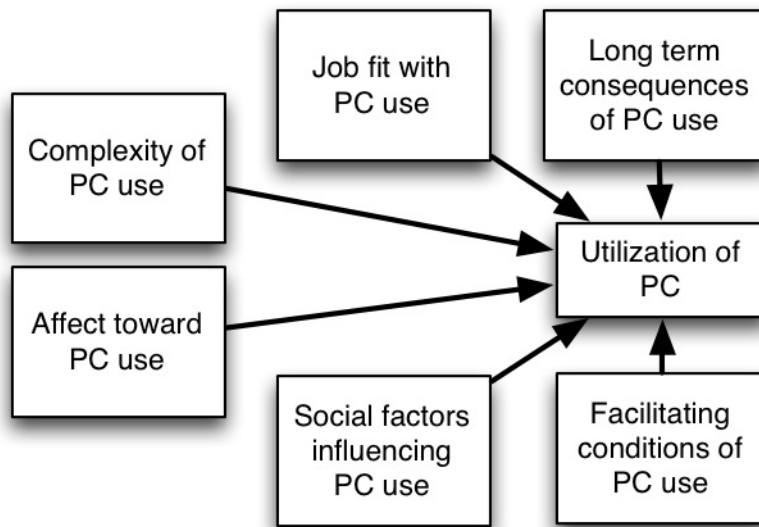 Job fit with
PC use
Long term
consequences
of PC use
Complexity of
PC use
Utilization of
PC
Affect toward
PC use
Social factors
influencing
PC use
Facilitating
conditions of
PC use